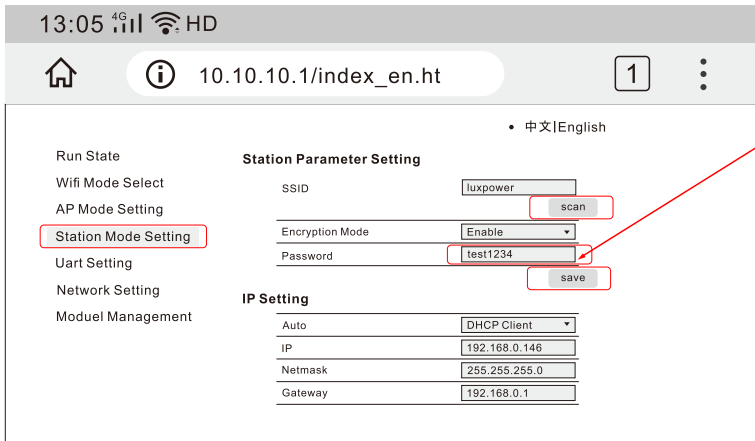 13:05 4G HD
10.10.10.1/index_en.ht 1
• 中文|English
Run State
Wifi Mode Select
AP Mode Setting
Station Mode Setting
Uart Setting
Network Setting
Moduel Management
Station Parameter Setting
SSID luxpower
scan
Encryption Mode Enable
Password test1234
save
IP Setting
Auto DHCP Client
IP 192.168.0.146
Netmask 255.255.255.0
Gateway 192.168.0.1